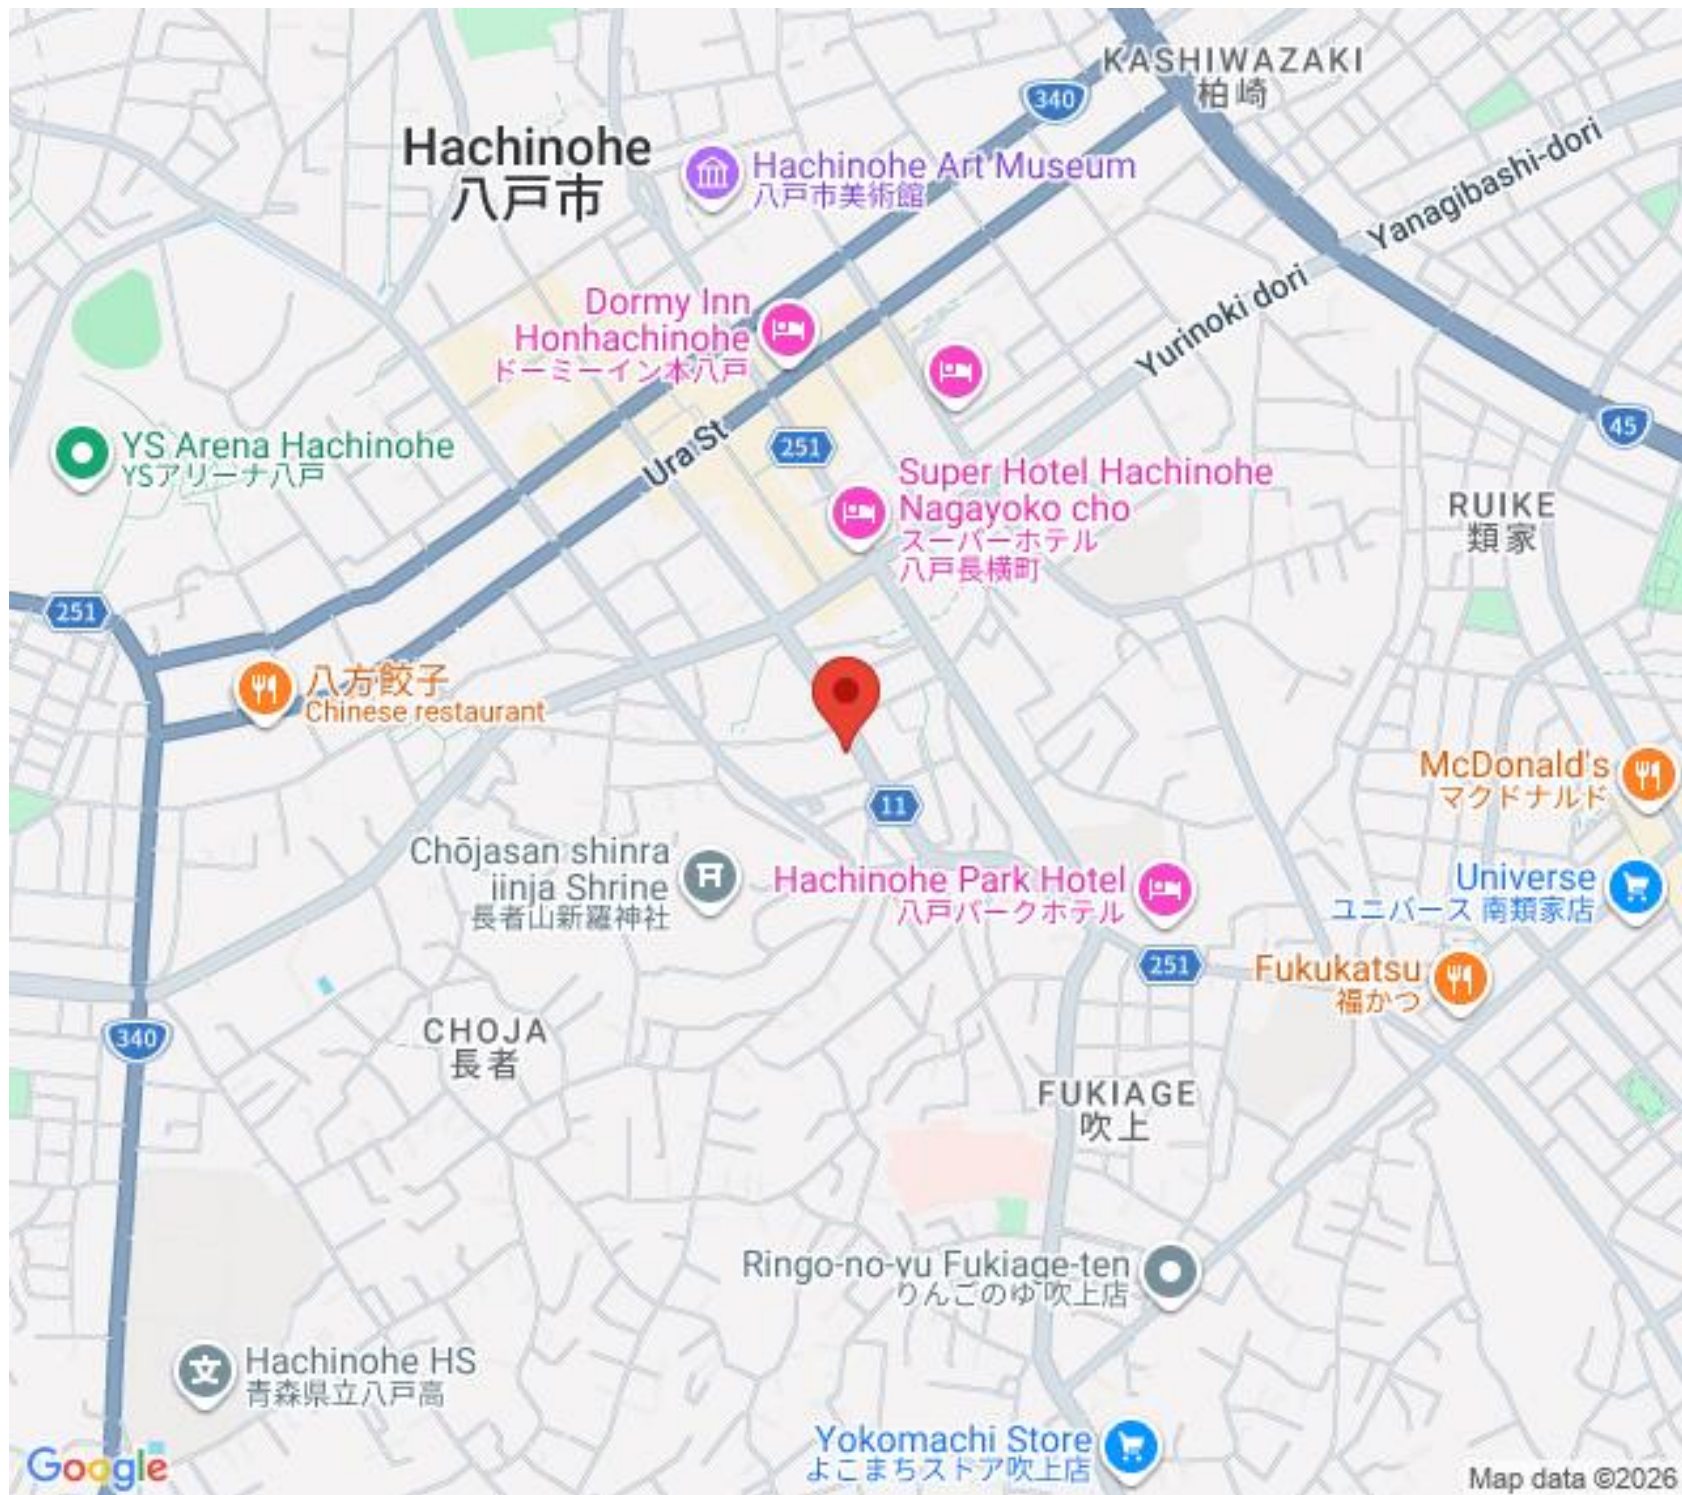 KASHIWAZAKI
柏崎
340
Hachinohe
八戸市
Hachinohe Art Museum
八戸市美術館
Yanagibashi-dori
Yurinoki dori
Dormy Inn
Honhachinohe
ドーミーイン本八戸
45
YS Arena Hachinohe
YSアリーナ八戸
Ura St
251
Super Hotel Hachinohe
Nagayoko cho
スーパーホテル
八戸長横町
RUIKE
類家
251
八方餃子
Chinese restaurant
11
McDonald's
マクドナルド
Chōjasan shinra
iinja Shrine
長者山新羅神社
Hachinohe Park Hotel
八戸パークホテル
Universe
ユニバース 南類家店
251
Fukukatsu
福かつ
340
CHOJA
長者
FUKIAGE
吹上
Ringo-no-yu Fukiage-ten
りんごのゆ 吹上店
Hachinohe HS
青森県立八戸高
Yokomachi Store
よこまちストア吹上店
Google
Map data ©2026